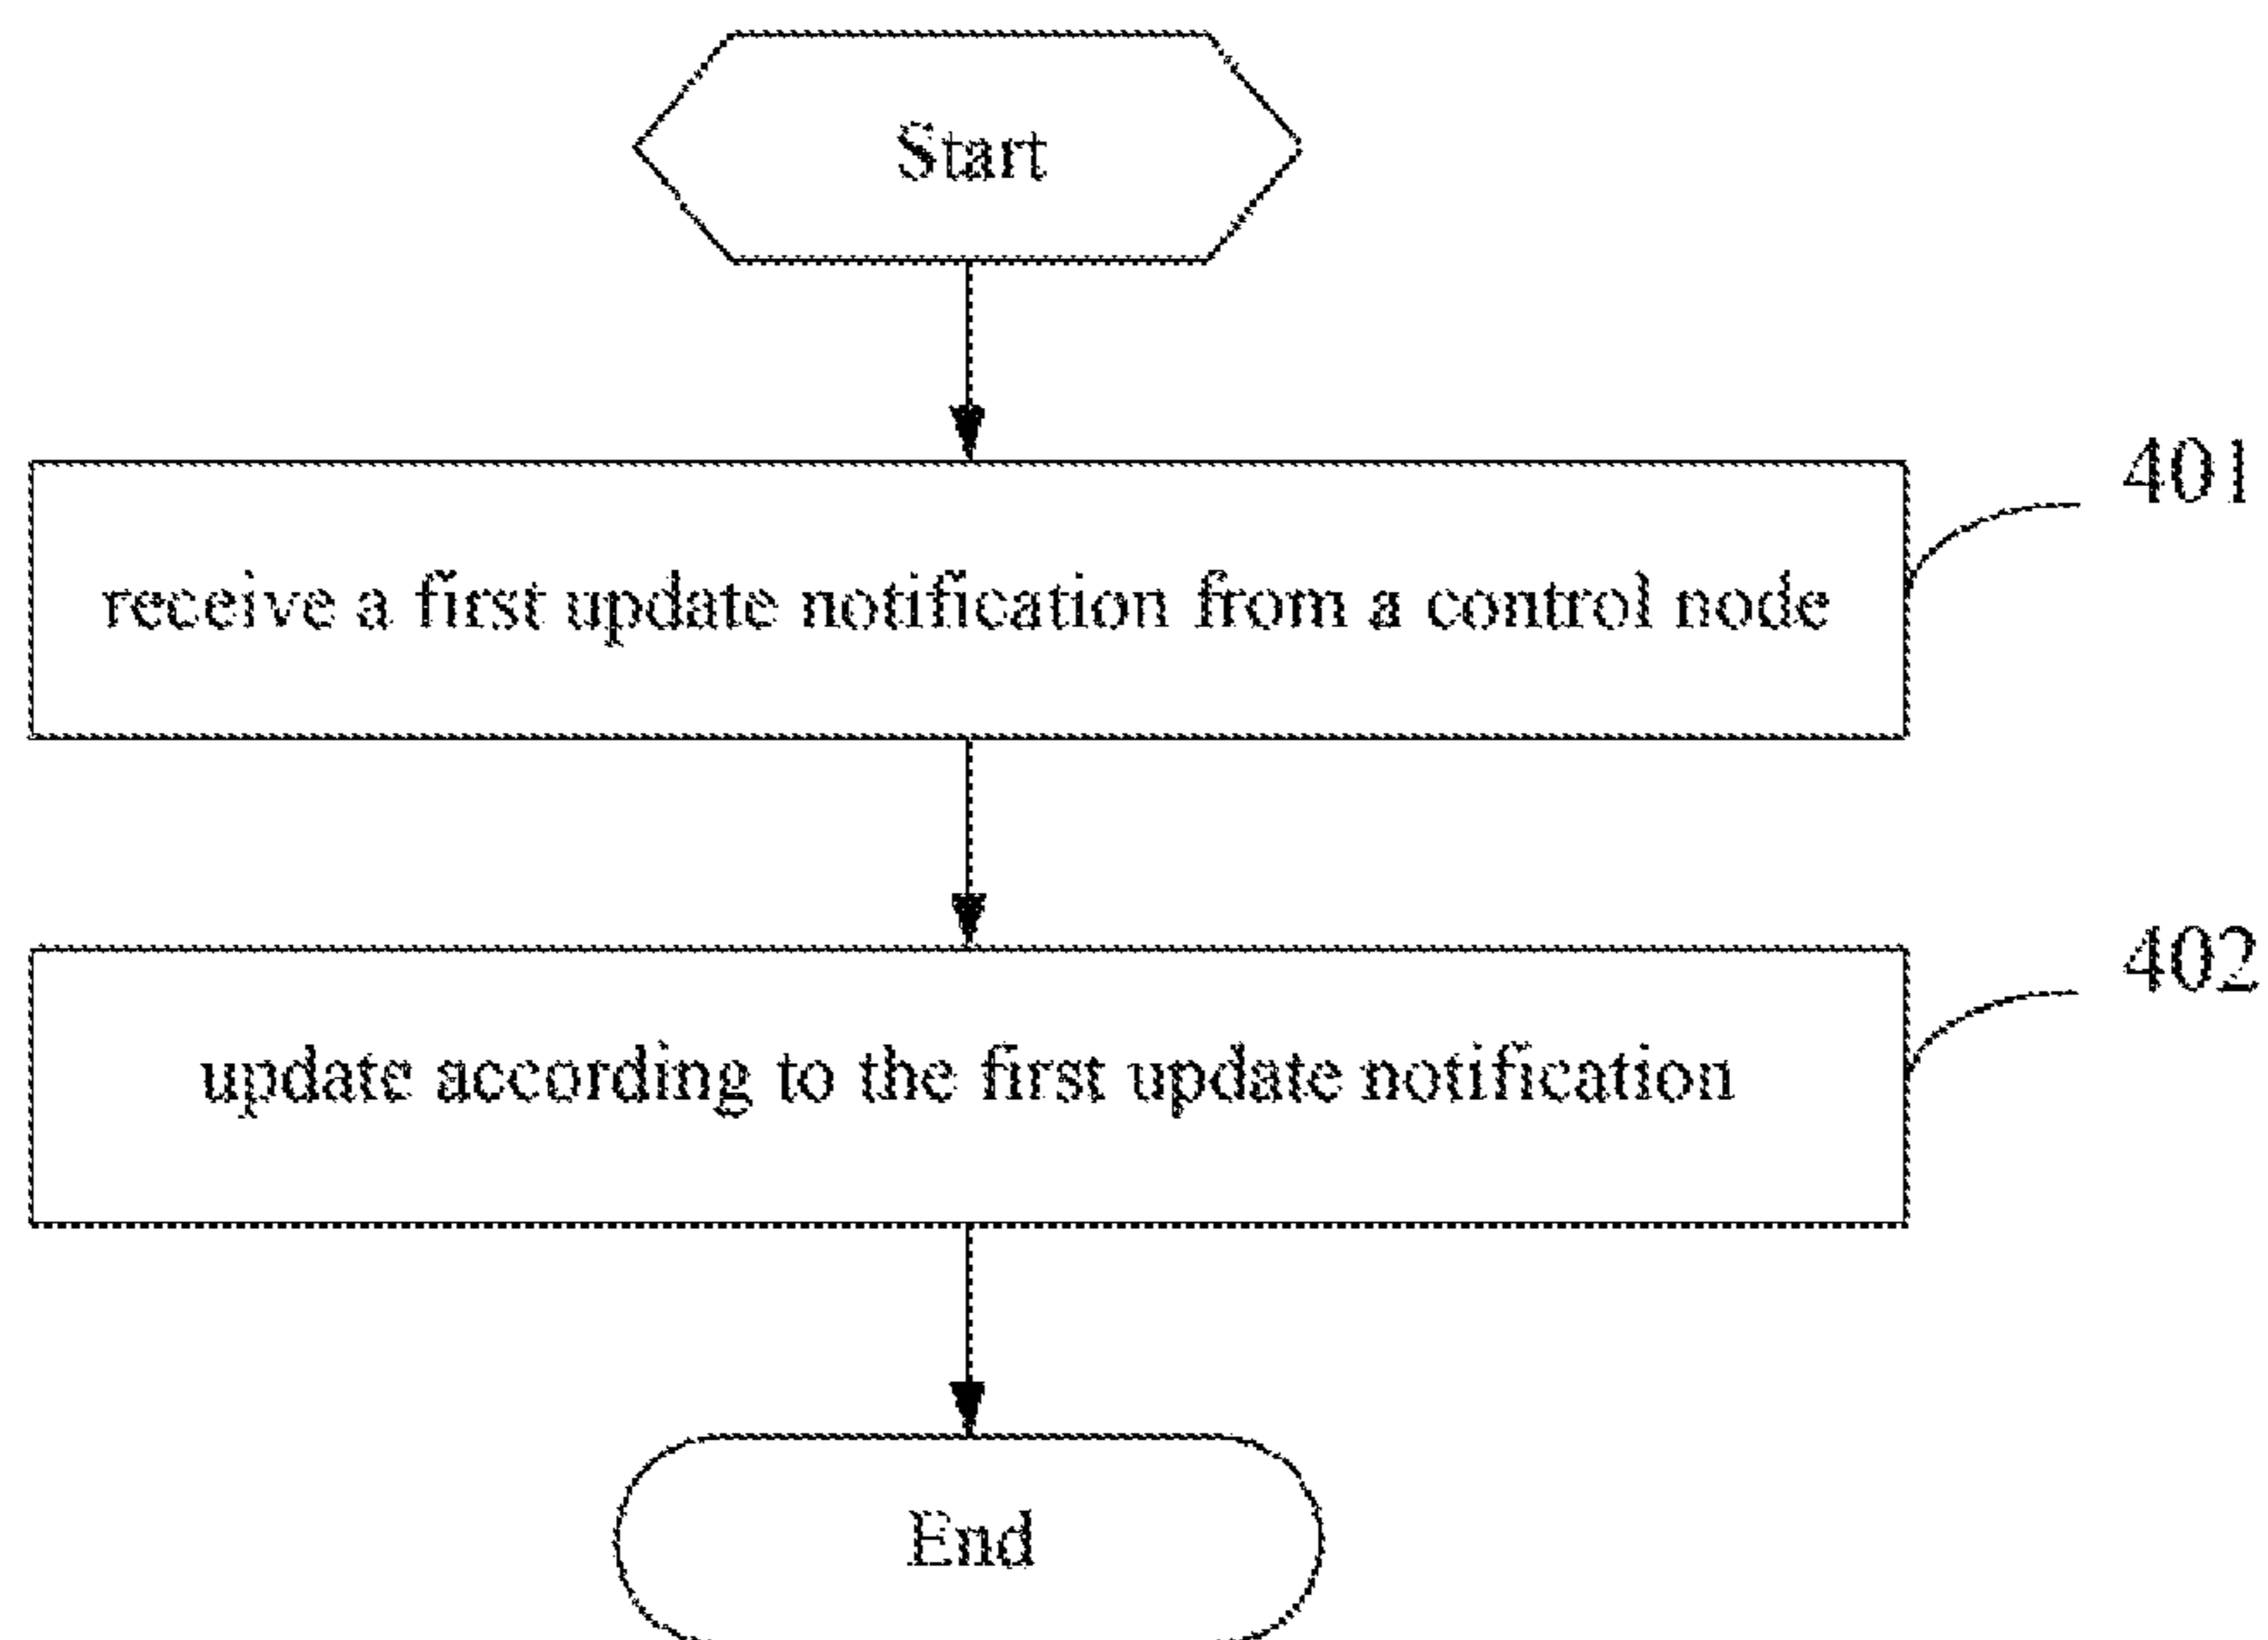 Start
401
receive a first update notification from a control node
402
update according to the first update notification
End